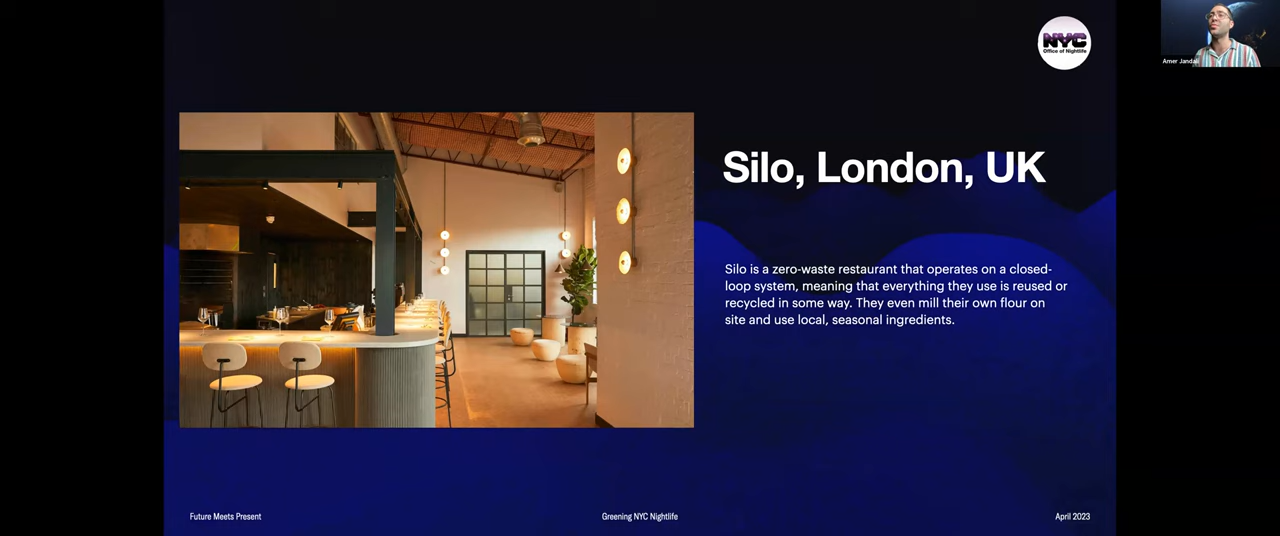 NYC
Office of Nightlife
Amer Jandali
Silo, London, UK
Silo is a zero-waste restaurant that operates on a closed-
loop system, meaning that everything they use is reused or
recycled in some way. They even mill their own flour on
site and use local, seasonal ingredients.
Future Meets Present
Greening NYC Nightlife
April 2023